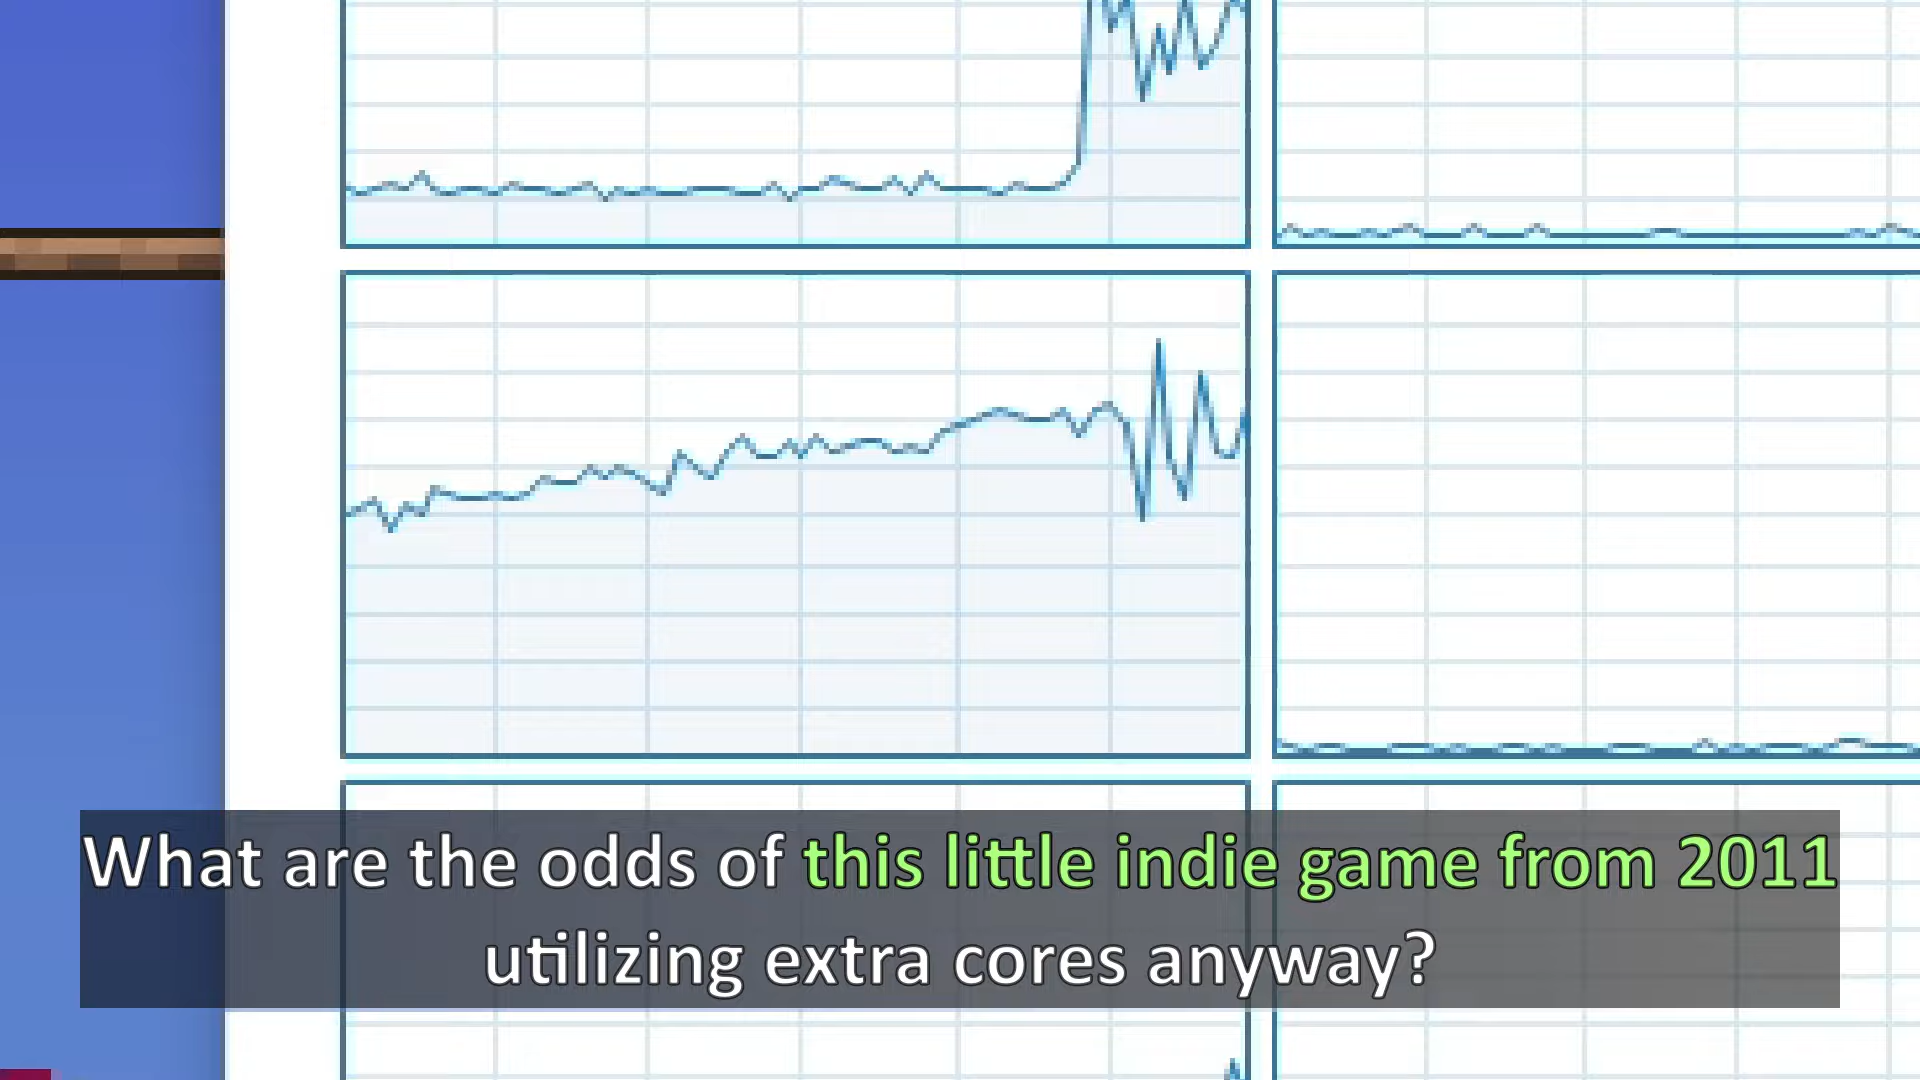 What are the odds of this little indie game from 2011
utilizing extra cores anyway?